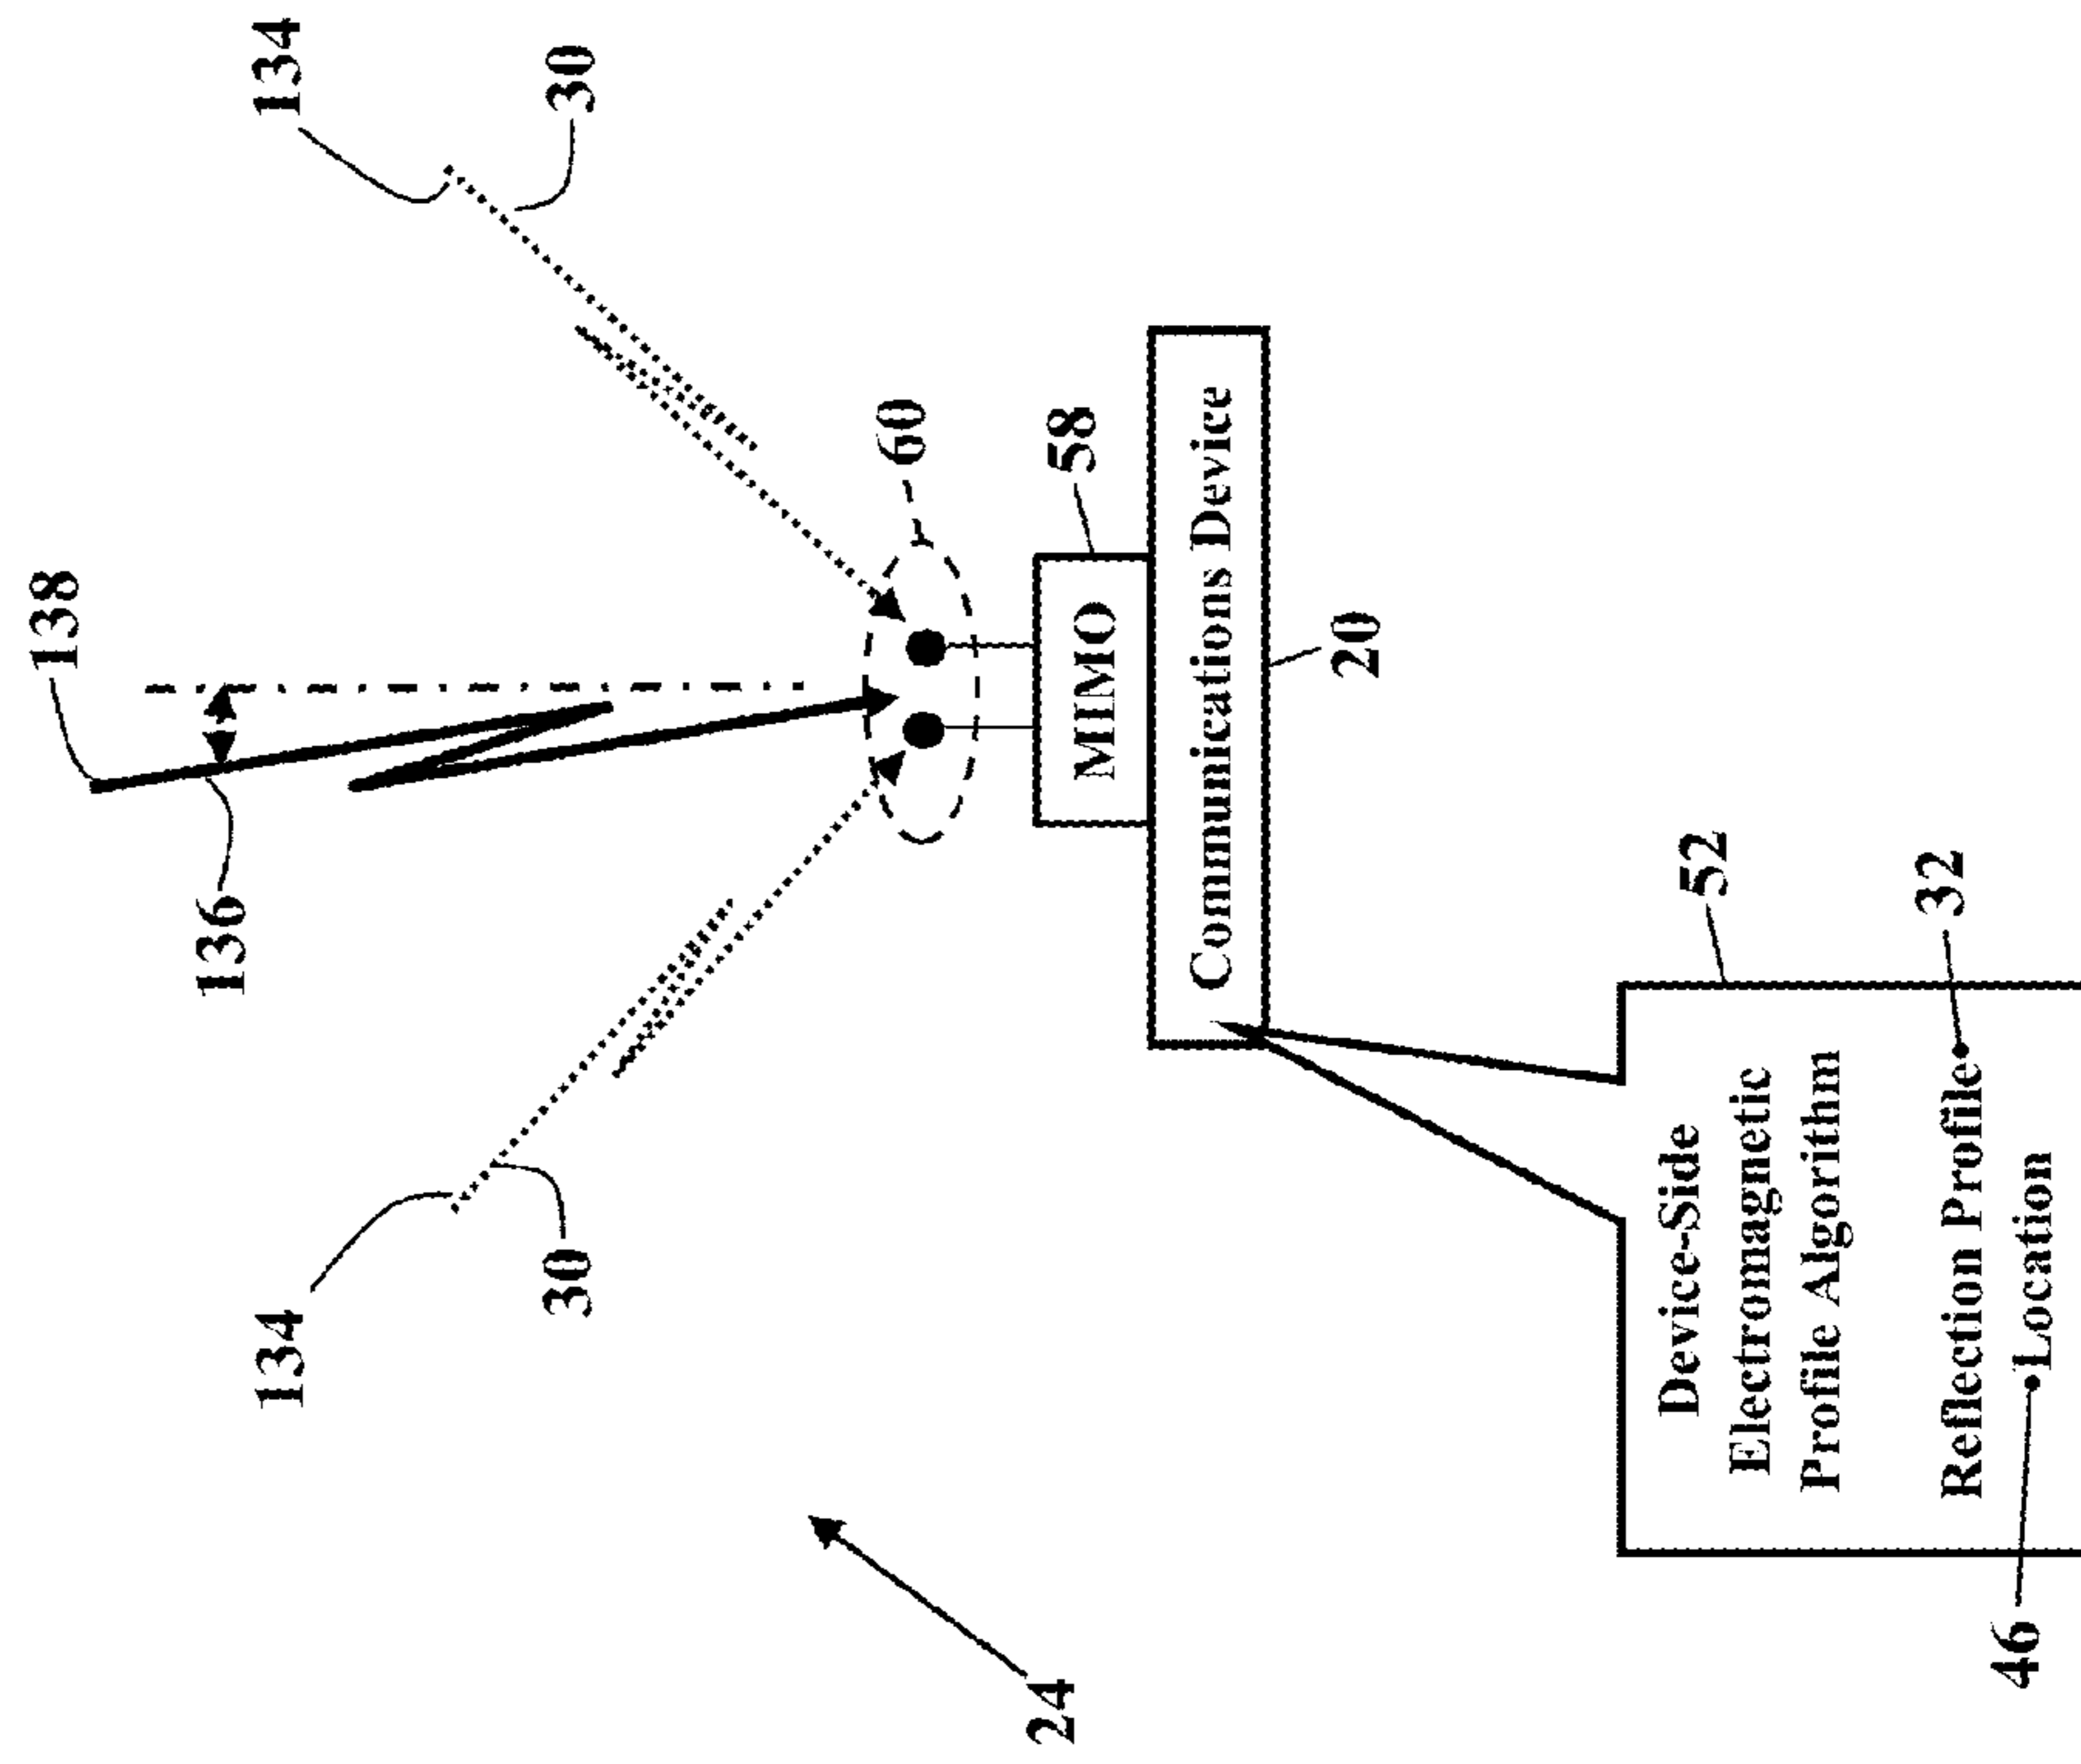 138
136
134
134
30
30
60
24
58
MIMO
Communications Device
20
52
Device-Side
Electromagnetic
Profile Algorithm
32
Reflection Profile
46
Location